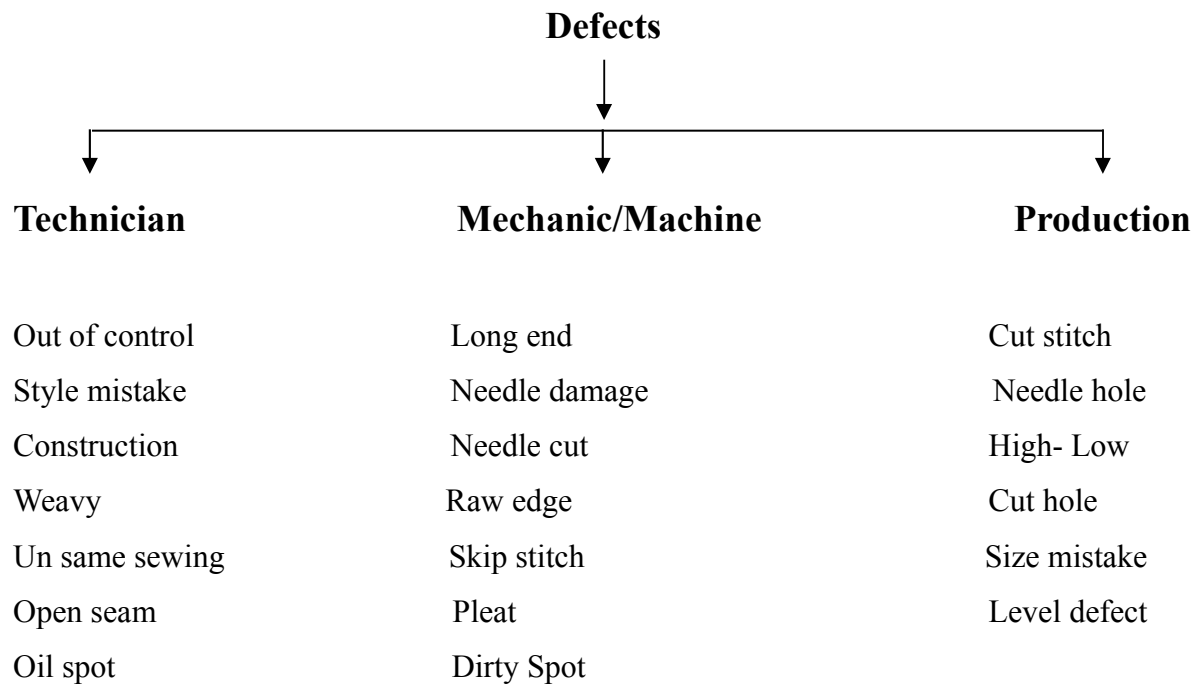 Defects
Technician Mechanic/Machine Production
Out of control Long end Cut stitch
Style mistake Needle damage Needle hole
Construction Needle cut High- Low
Weavy Raw edge Cut hole
Un same sewing Skip stitch Size mistake
Open seam Pleat Level defect
Oil spot Dirty Spot